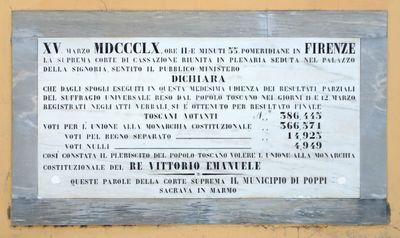 XV MARZO MDCCCLX, ORE 11 E MINUTI 55 POMERIDIANE IN FIRENZE
LA SUPREMA CORTE DI CASSAZIONE RIUNITA IN PLENARIA SEDUTA NEL PALAZZO
DELLA SIGNORIA, SENTITO IL PUBBLICO MINISTERO
DICHIARA
CHE DAGLI SPOGLI ESEGUITI IN QUESTA MEDESIMA UDIENZA DEI RESULTATI PARZIALI
DEL SUFFRAGIO UNIVERSALE RESO DAL POPOLO TOSCANO NEI GIORNI 11 E 12 MARZO,
REGISTRATI NEGLI ATTI VERBALI, SI È OTTENUTO PER RESULTATO FINALE
TOSCANI VOTANTI 386,445
VOTI PER L'UNIONE ALLA MONARCHIA COSTITUZIONALE 366,571
VOTI PEL REGNO SEPARATO 14,925
VOTI NULLI 4,949
COSÌ CONSTATA IL PLEBISCITO DEL POPOLO TOSCANO VOLERE L'UNIONE ALLA MONARCHIA
COSTITUZIONALE DEL RE VITTORIO EMANUELE
QUESTE PAROLE DELLA CORTE SUPREMA IL MUNICIPIO DI POPPI
SACRAVA IN MARMO